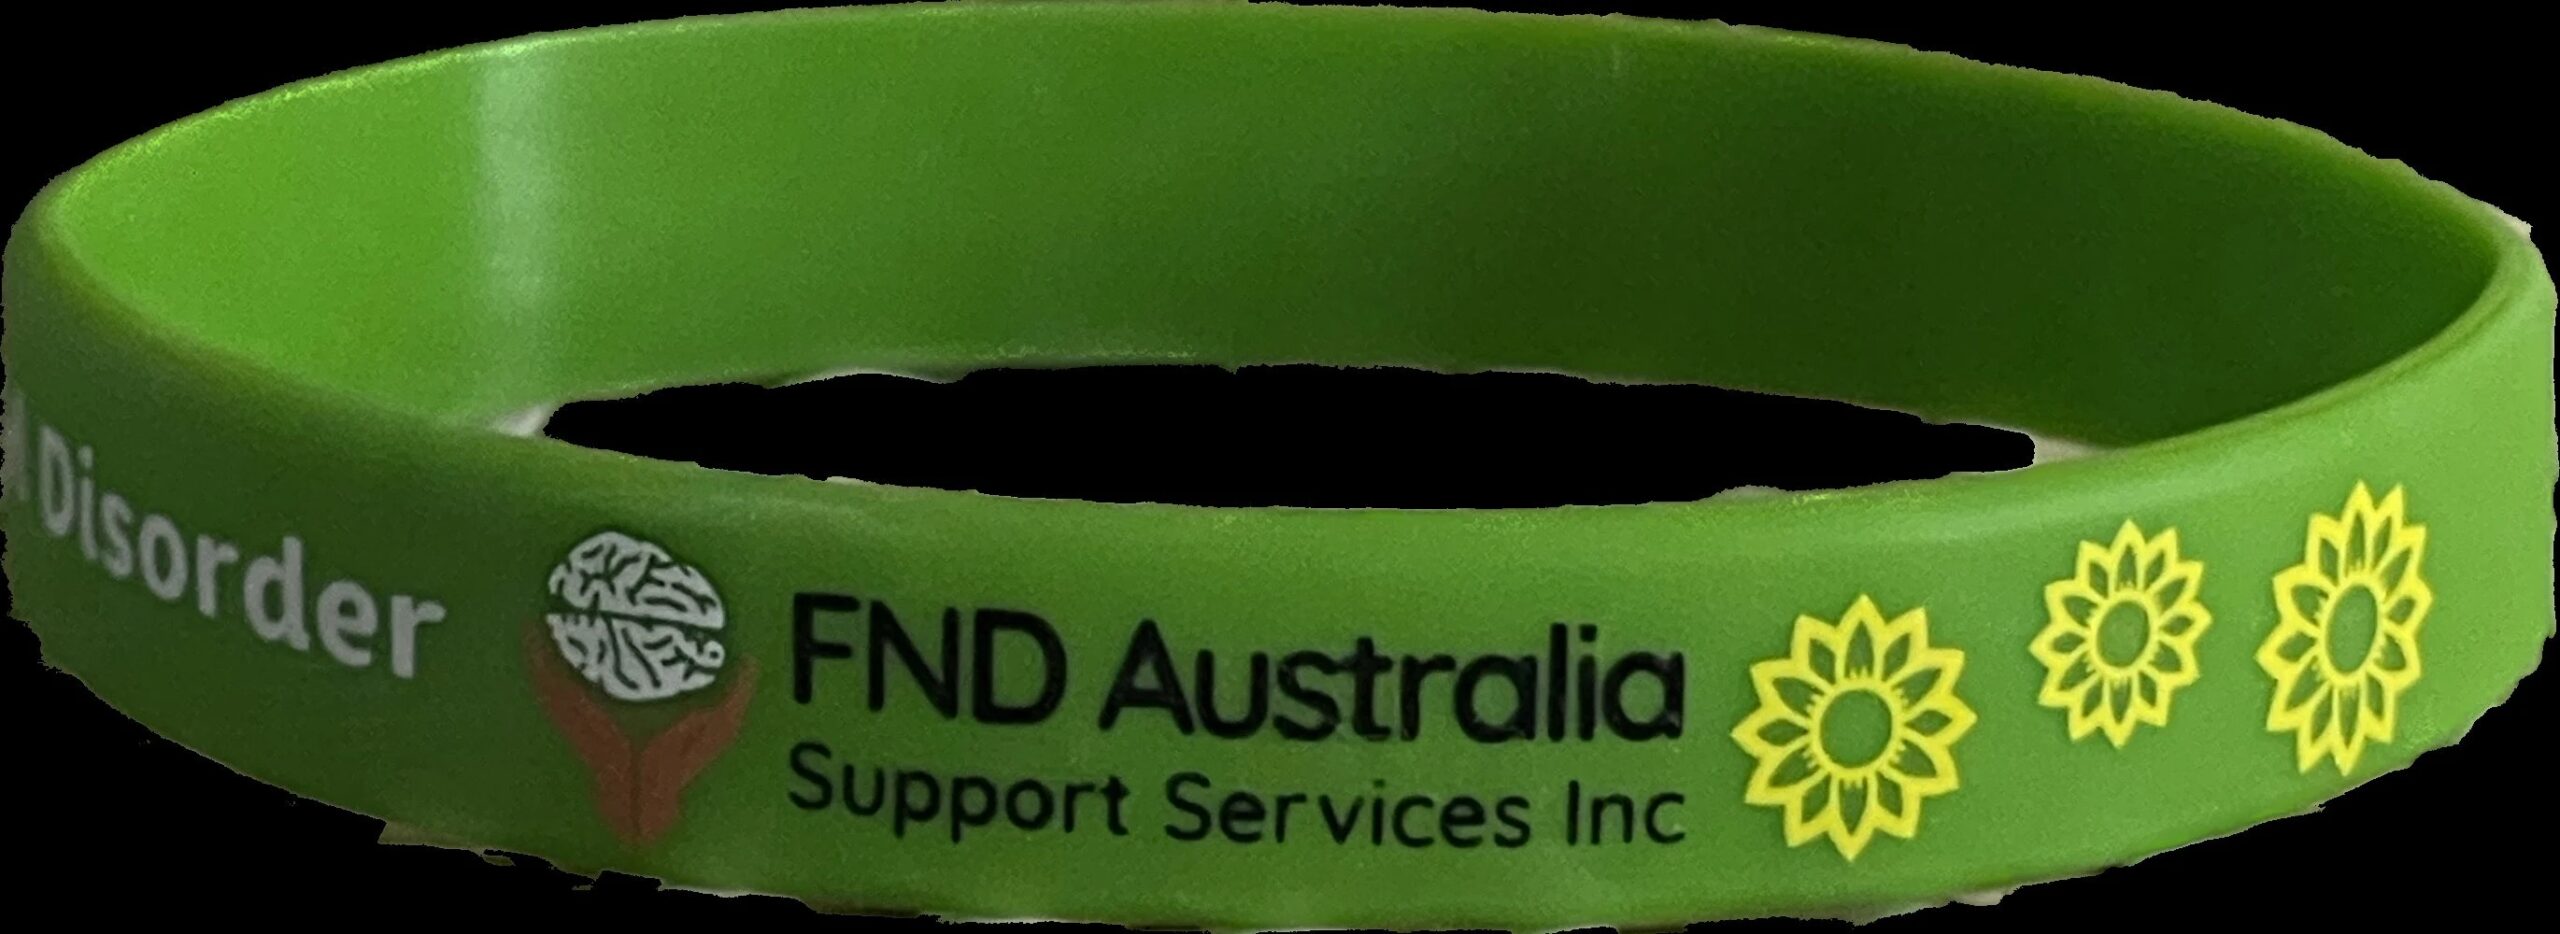 Disorder
FND Australia
Support Services Inc